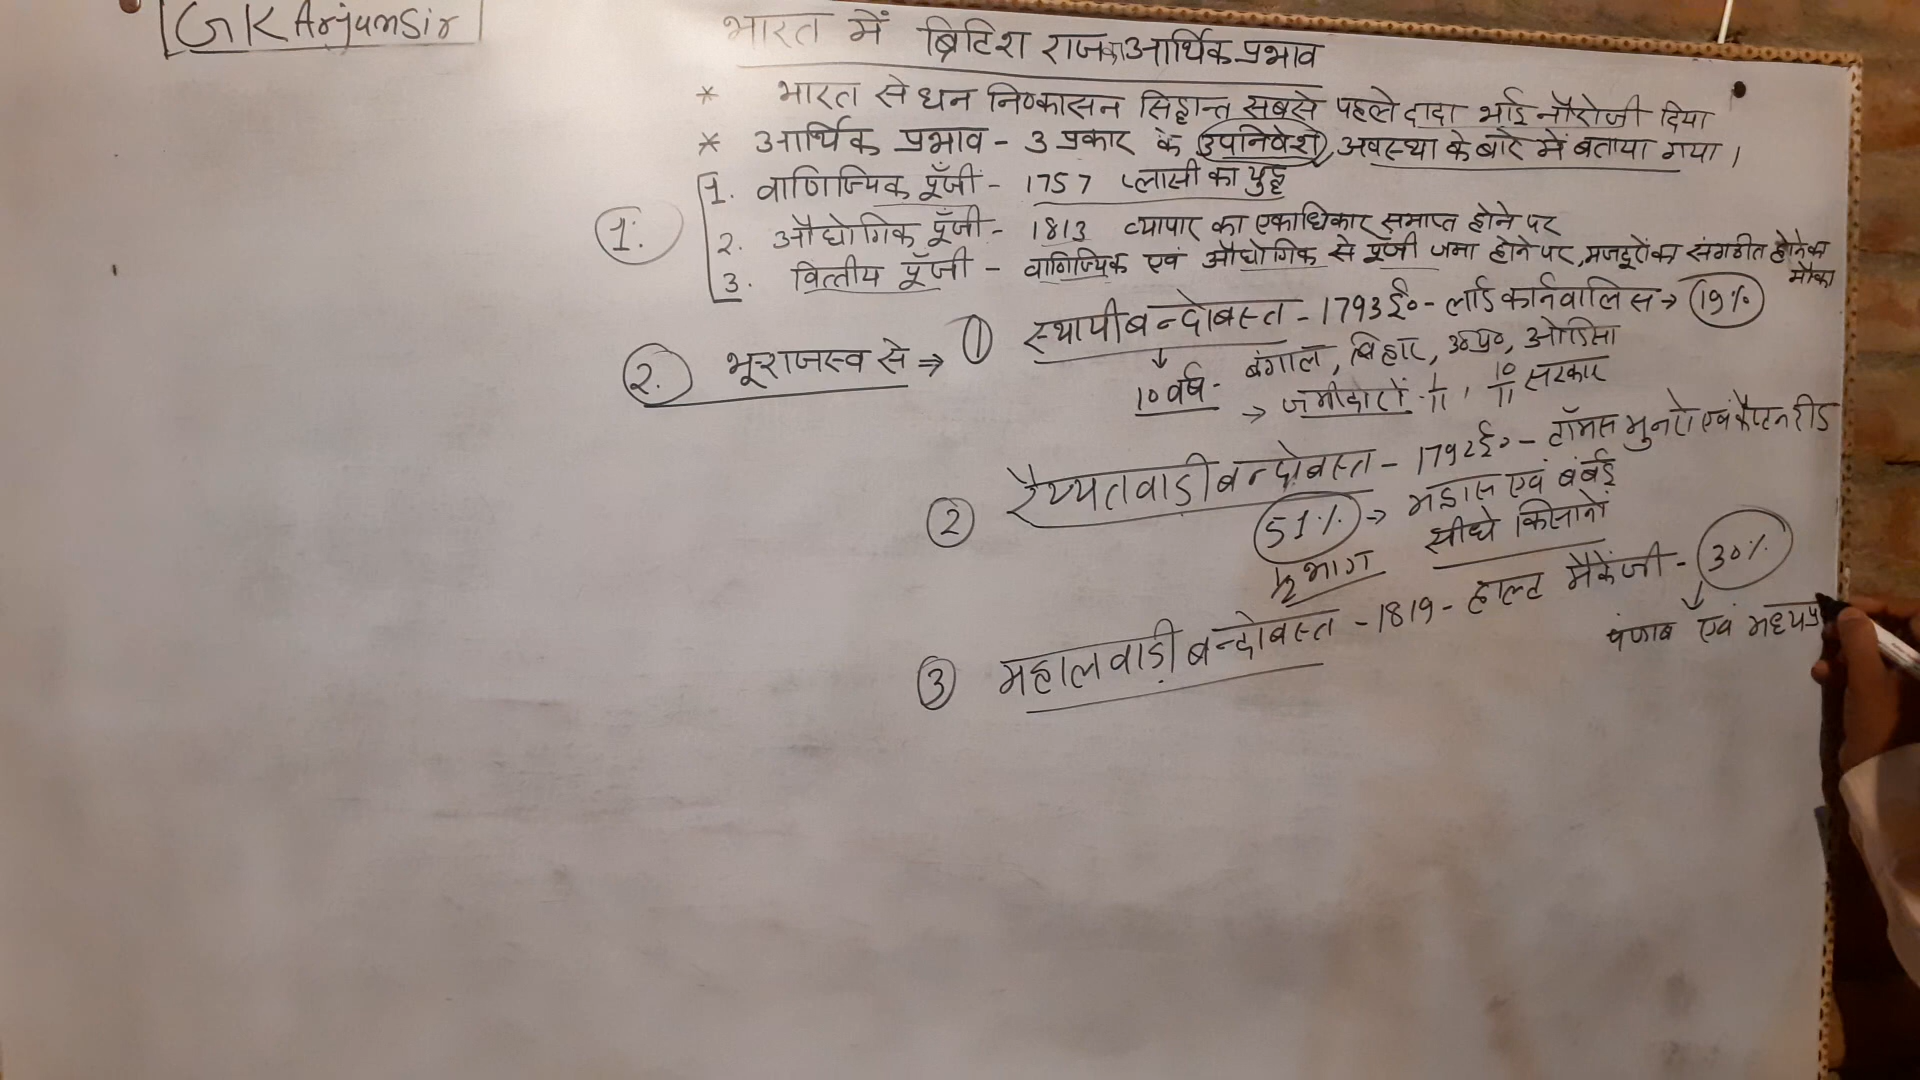 GK Arjun Sir
भारत में ब्रिटिश राज का आर्थिक प्रभाव
* भारत से धन निष्कासन सिद्धान्त सबसे पहले दादा भाई नौरोजी दिया
* आर्थिक प्रभाव - 3 प्रकार के उपनिवेश अवस्था के बारे में बताया गया।
1. 1. वाणिज्यिक पूँजी - 1757 प्लासी का युद्ध
2. औद्योगिक पूँजी - 1813 व्यापार का एकाधिकार समाप्त होने पर
3. वित्तीय पूँजी - वाणिज्यिक एवं औद्योगिक से पूँजी जमा होने पर, मजदूरों का संगठीत होने का मौका
2. भू-राजस्व से ⇒ ① स्थायी बन्दोबस्त - 1793 ई० - लार्ड कार्नवालिस → 19%
↓ बंगाल, बिहार, उ०प्र०, ओडिसा
10 वर्ष - → जमीदारों - 1/11, 10/11 सरकार
② रैय्यतवाड़ी बन्दोबस्त - 1792 ई० - टॉमस मुनरो एवं कैप्टन रीड
51% → मद्रास एवं बंबई
1/2 भाग सीधे किसानों
③ महालवाड़ी बन्दोबस्त - 1819 - हाल्ट मैकेंजी - 30%
↓
पंजाब एवं मध्यप्र